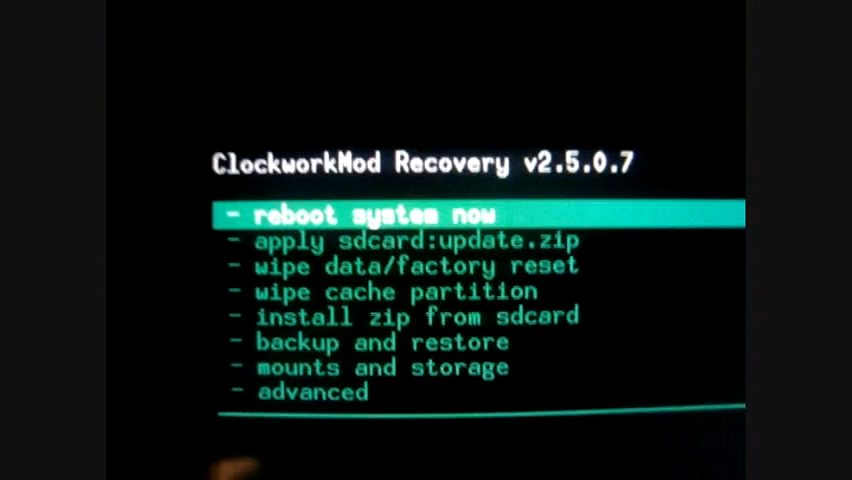 ClockworkMod Recovery v2.5.0.7
- reboot system now
- apply sdcard:update.zip
- wipe data/factory reset
- wipe cache partition
- install zip from sdcard
- backup and restore
- mounts and storage
- advanced